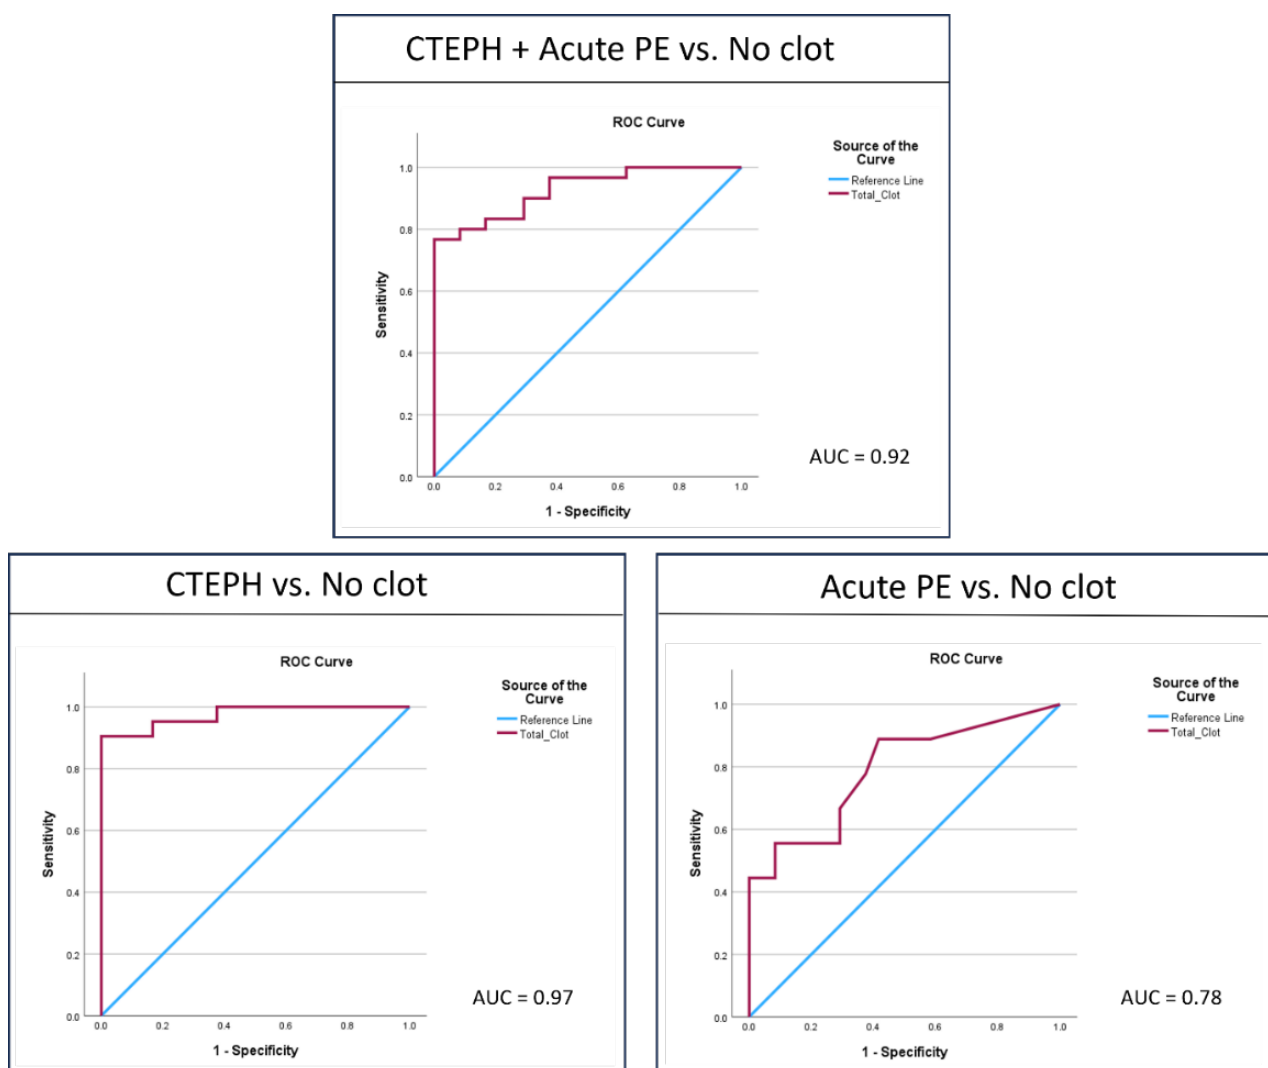 CTEPH + Acute PE vs. No clot
ROC Curve
Source of the
Curve
Reference Line
Total_Clot
1.0
0.8
0.6
0.4
0.2
0.0
Sensitivity
0.0 0.2 0.4 0.6 0.8 1.0
1 - Specificity
AUC = 0.92
CTEPH vs. No clot
ROC Curve
Source of the
Curve
Reference Line
Total_Clot
1.0
0.8
0.6
0.4
0.2
0.0
Sensitivity
0.0 0.2 0.4 0.6 0.8 1.0
1 - Specificity
AUC = 0.97
Acute PE vs. No clot
ROC Curve
Source of the
Curve
Reference Line
Total_Clot
1.0
0.8
0.6
0.4
0.2
0.0
Sensitivity
0.0 0.2 0.4 0.6 0.8 1.0
1 - Specificity
AUC = 0.78